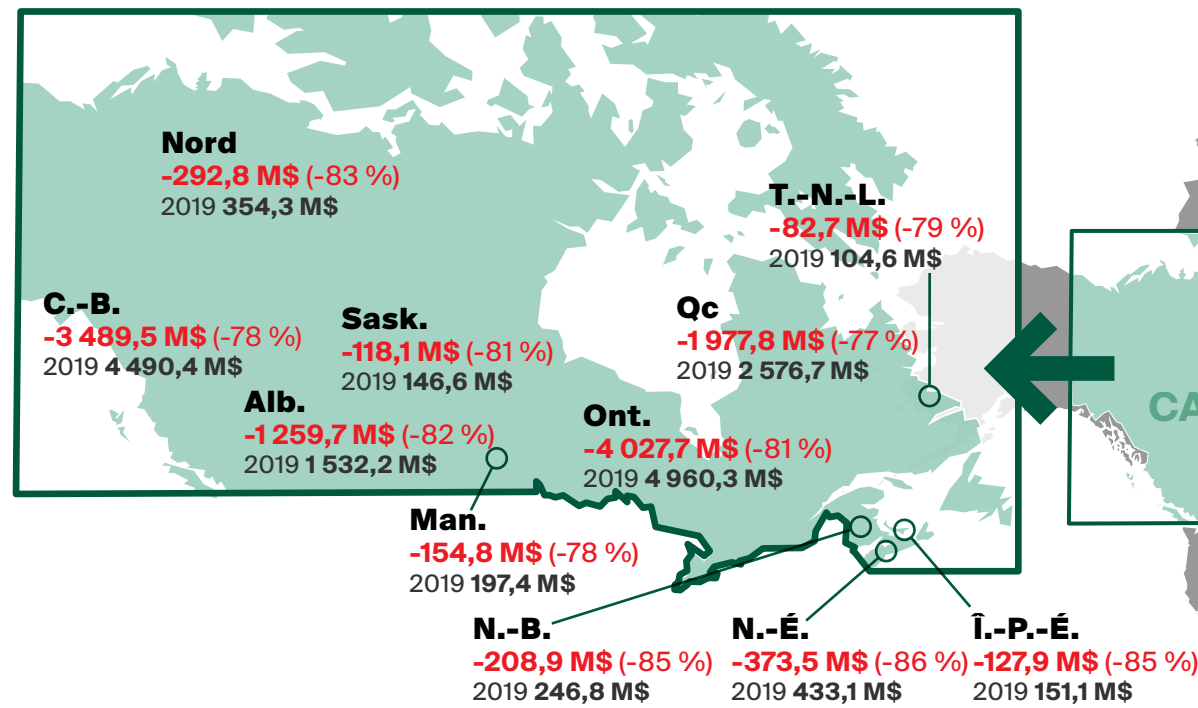 Nord
-292,8 M$ (-83 %)
2019 354,3 M$
T.-N.-L.
-82,7 M$ (-79 %)
2019 104,6 M$
C.-B.
-3 489,5 M$ (-78 %)
2019 4 490,4 M$
Sask.
-118,1 M$ (-81 %)
2019 146,6 M$
Qc
-1 977,8 M$ (-77 %)
2019 2 576,7 M$
Alb.
-1 259,7 M$ (-82 %)
2019 1 532,2 M$
Ont.
-4 027,7 M$ (-81 %)
2019 4 960,3 M$
CA
Man.
-154,8 M$ (-78 %)
2019 197,4 M$
N.-B.
-208,9 M$ (-85 %)
2019 246,8 M$
N.-É.
-373,5 M$ (-86 %)
2019 433,1 M$
Î.-P.-É.
-127,9 M$ (-85 %)
2019 151,1 M$